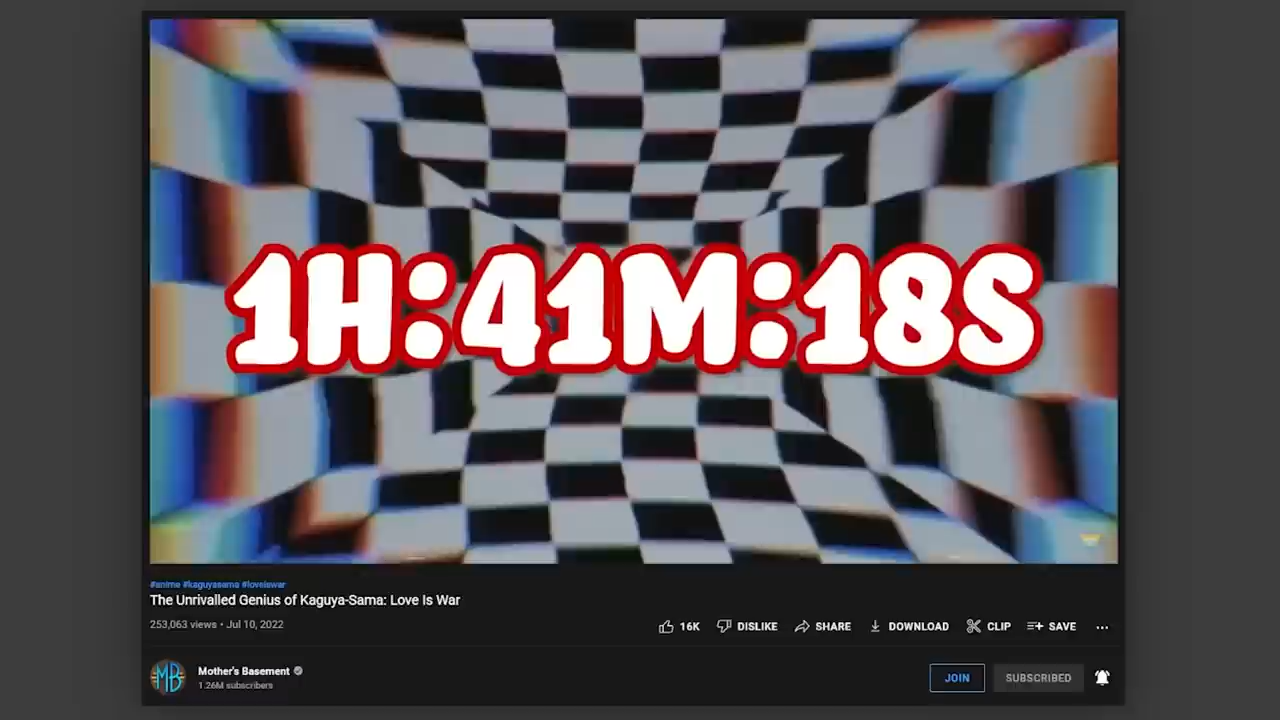 1H:41M:18S
#anime #kaguyasama #loveiswar
The Unrivalled Genius of Kaguya-Sama: Love Is War
253,063 views • Jul 10, 2022
16K DISLIKE SHARE DOWNLOAD CLIP SAVE ...
MB
Mother's Basement
1.26M subscribers
JOIN SUBSCRIBED